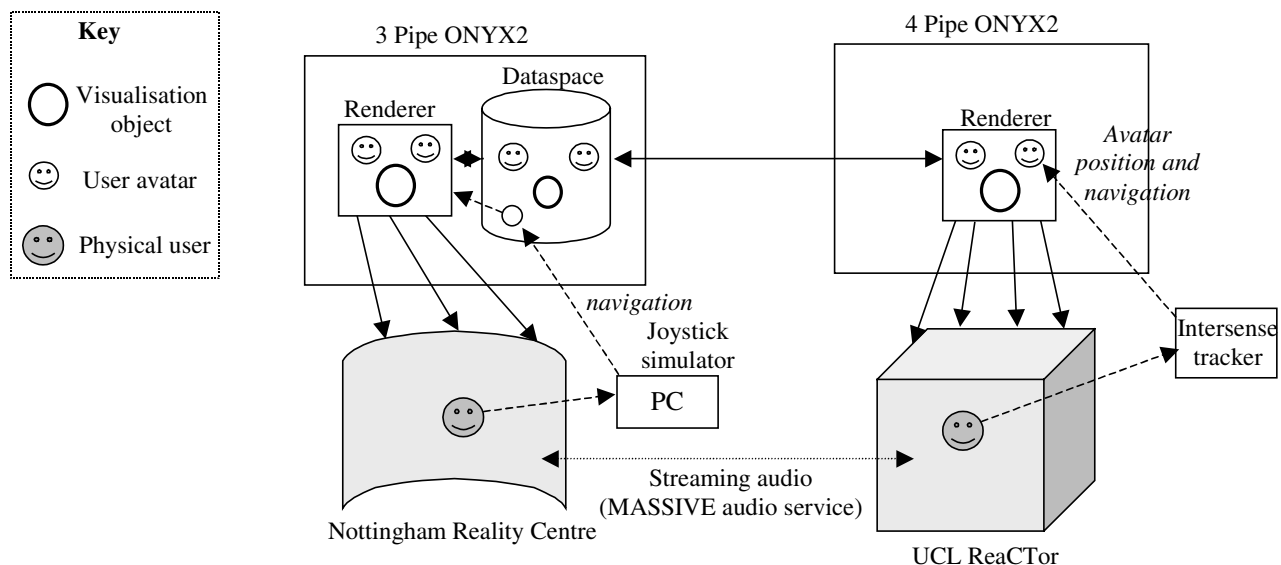 Key
Visualisation
object
User avatar
Physical user
3 Pipe ONYX2
Dataspace
Renderer
4 Pipe ONYX2
Renderer
Avatar
position and
navigation
navigation
Joystick
simulator
PC
Intersense
tracker
Streaming audio
(MASSIVE audio service)
Nottingham Reality Centre
UCL ReaCTor